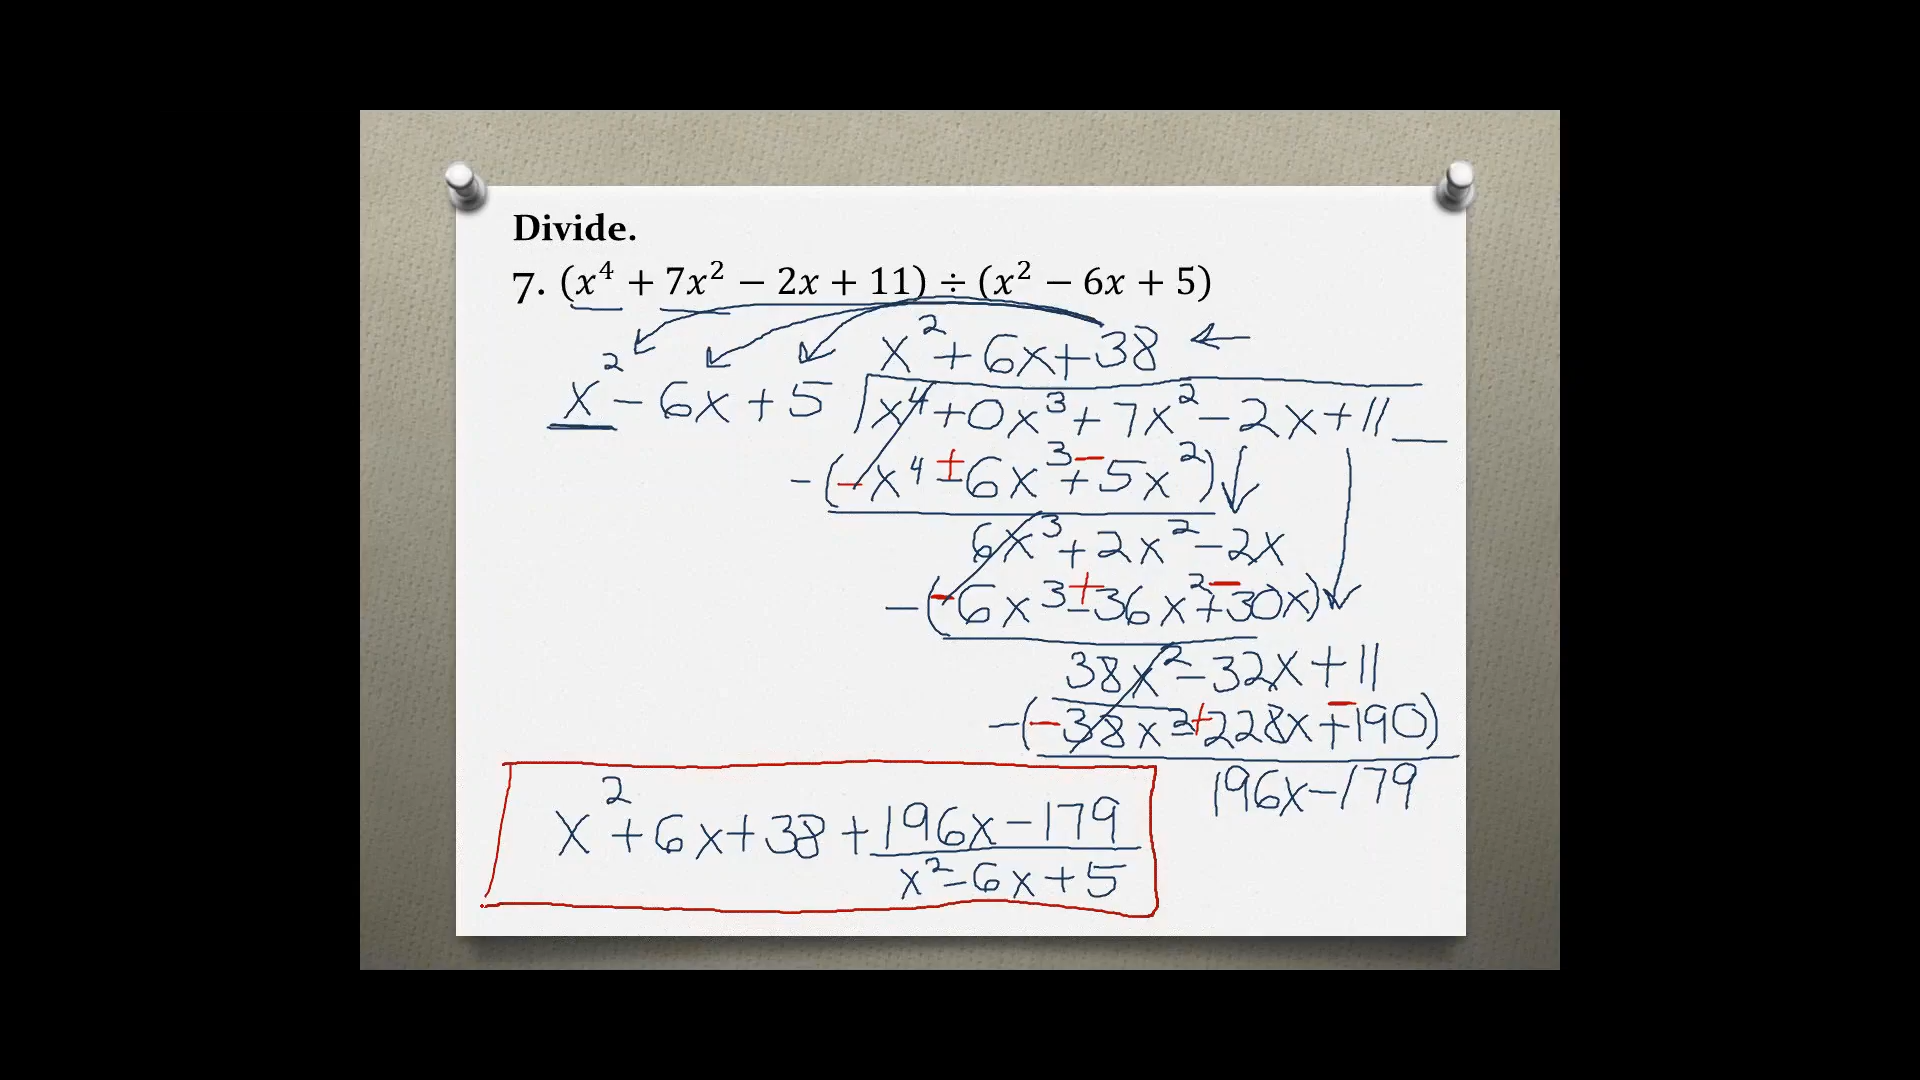 Divide.
7. (x⁴ + 7x² − 2x + 11) ÷ (x² − 6x + 5)
x² + 6x + 38
x² − 6x + 5 x⁴ + 0x³ + 7x² − 2x + 11
−(− x⁴ ± 6x³ + − 5x²)
6x³ + 2x² − 2x
−(− 6x³ + − 36x² − + 30x)
38x² − 32x + 11
−(− 38x² − + 228x − + 190)
196x − 179
x² + 6x + 38 + 196x − 179
x² − 6x + 5